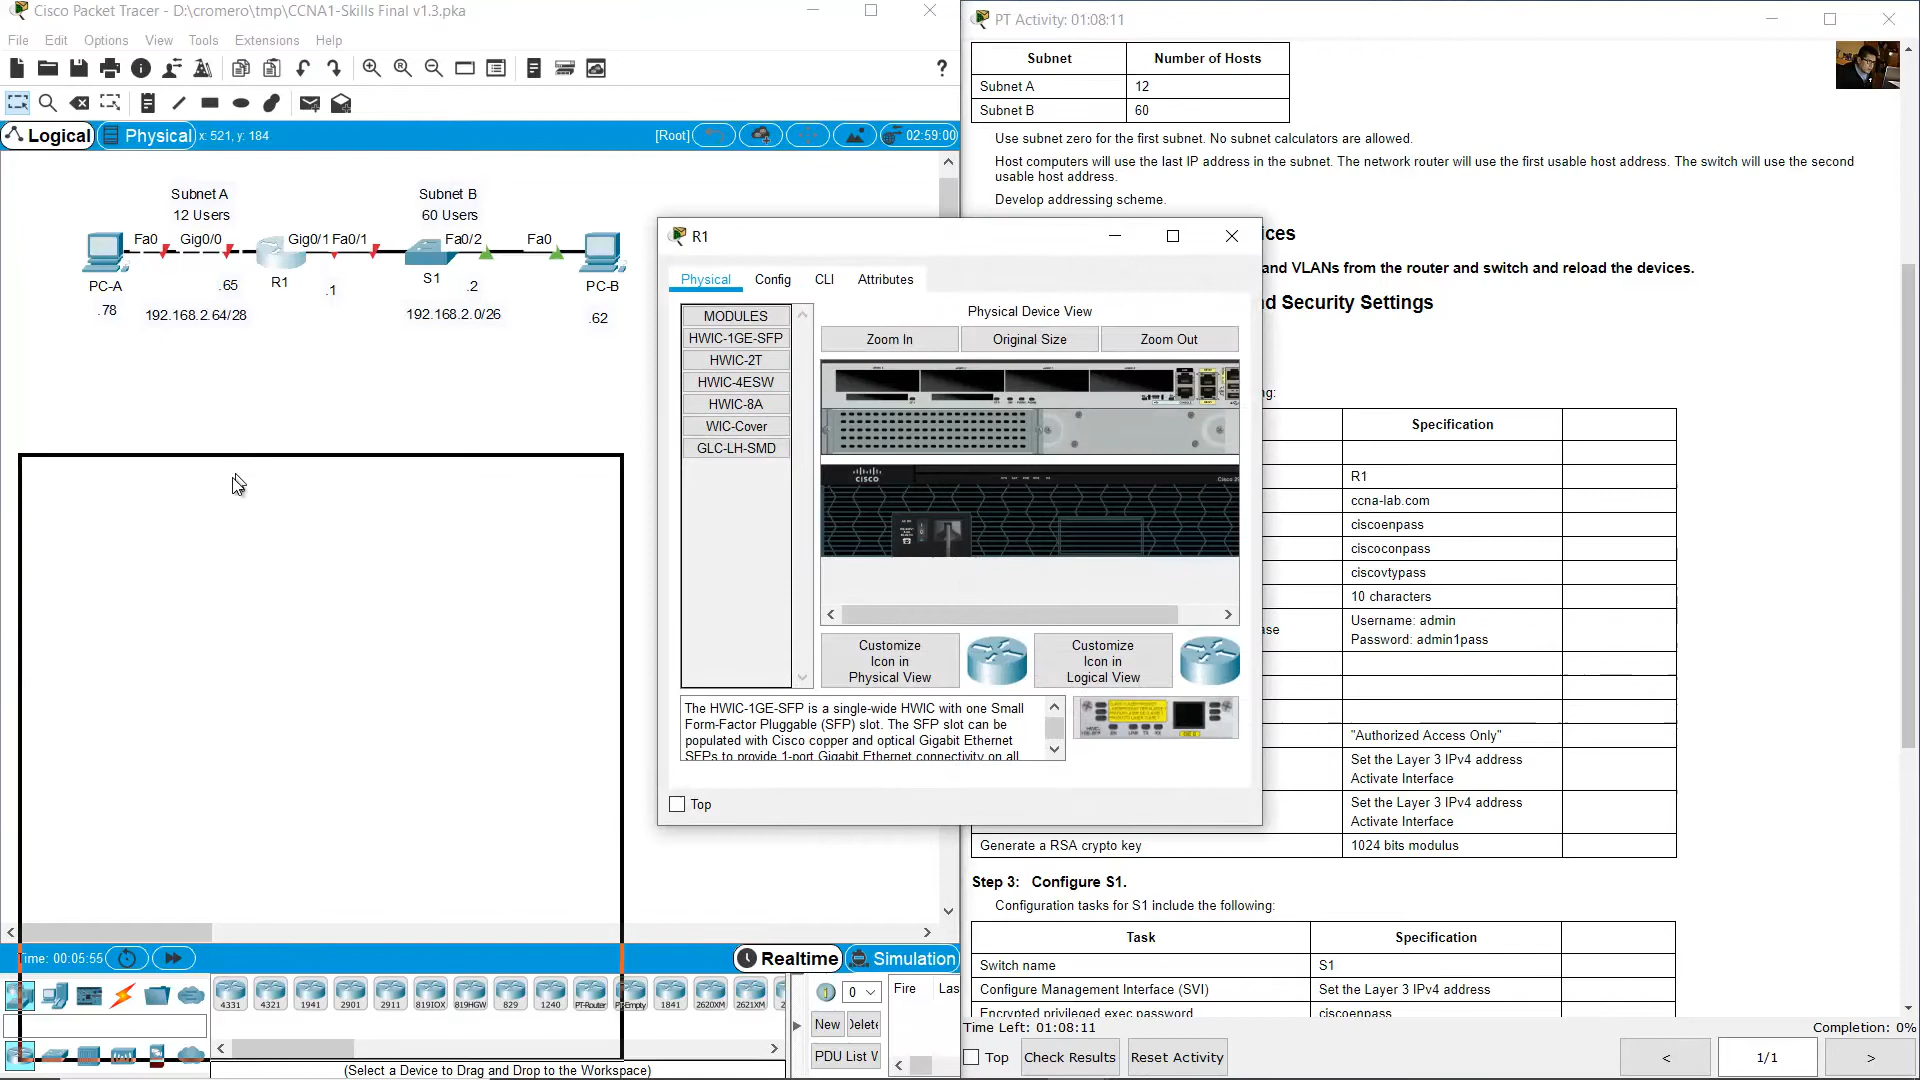 Cisco Packet Tracer - D:\cromero\tmp\CCNA1-Skills Final v1.3.pka
File Edit Options View Tools Extensions Help
Logical
Physical
x: 521, y: 184
[Root]
02:59:00
Subnet A
12 Users
Subnet B
60 Users
Fa0
Gig0/0
Gig0/1
Fa0/1
Fa0/2
Fa0
PC-A
.65
R1
.1
S1
.2
PC-B
.78
192.168.2.64/28
192.168.2.0/26
.62
Time: 00:05:55
Realtime
Simulation
4331
4321
1941
2901
2911
819IOX
819HGW
829
1240
PT-Router
1841
2620XM
2621XM
0
New
PDU List
Fire
Las
(Select a Device to Drag and Drop to the Workspace)
R1
Physical
Config
CLI
Attributes
MODULES
HWIC-1GE-SFP
HWIC-2T
HWIC-4ESW
HWIC-8A
WIC-Cover
GLC-LH-SMD
Physical Device View
Zoom In
Original Size
Zoom Out
CISCO
Customize
Icon in
Physical View
Customize
Icon in
Logical View
The HWIC-1GE-SFP is a single-wide HWIC with one Small
Form-Factor Pluggable (SFP) slot. The SFP slot can be
populated with Cisco copper and optical Gigabit Ethernet
SFPs to provide 1-port Gigabit Ethernet connectivity on all
Top
PT Activity: 01:08:11
Subnet
Number of Hosts
Subnet A
12
Subnet B
60
Use subnet zero for the first subnet. No subnet calculators are allowed.
Host computers will use the last IP address in the subnet. The network router will use the first usable host address. The switch will use the second
usable host address.
Develop addressing scheme.
ces
and VLANs from the router and switch and reload the devices.
d Security Settings
ng:
Specification
R1
ccna-lab.com
ciscoenpass
ciscoconpass
ciscovtypass
10 characters
ase
Username: admin
Password: admin1pass
"Authorized Access Only"
Set the Layer 3 IPv4 address
Activate Interface
Set the Layer 3 IPv4 address
Activate Interface
Generate a RSA crypto key
1024 bits modulus
Step 3: Configure S1.
Configuration tasks for S1 include the following:
Task
Specification
Switch name
S1
Configure Management Interface (SVI)
Set the Layer 3 IPv4 address
Encrypted privileged exec password
ciscoenpass
Time Left: 01:08:11
Completion: 0%
Top
Check Results
Reset Activity
<
1/1
>